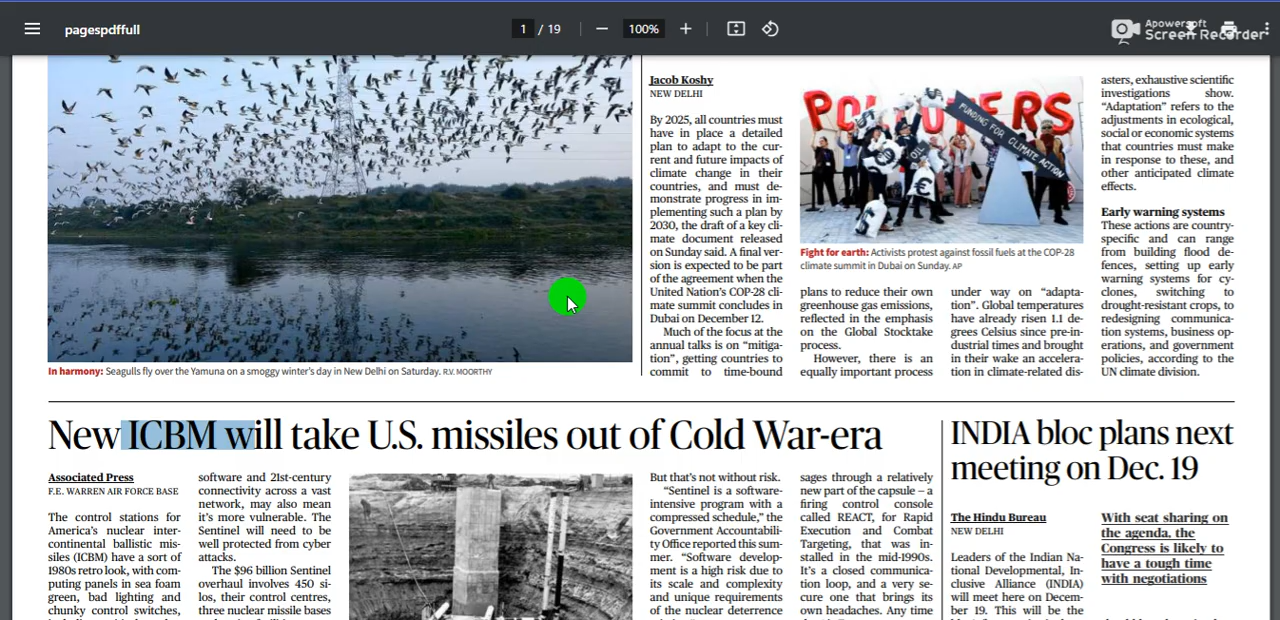 pagespdffull
1 / 19
100%
Apowersoft
Screen Recorder
Jacob Koshy
NEW DELHI
By 2025, all countries must
have in place a detailed
plan to adapt to the cur-
rent and future impacts of
climate change in their
countries, and must de-
monstrate progress in im-
plementing such a plan by
2030, the draft of a key cli-
mate document released
on Sunday said. A final ver-
sion is expected to be part
of the agreement when the
United Nation's COP-28 cli-
mate summit concludes in
Dubai on December 12.
Much of the focus at the
annual talks is on “mitiga-
tion”, getting countries to
commit to time-bound
FUNDING FOR CLIMATE ACTION
OIL
Fight for earth: Activists protest against fossil fuels at the COP-28
climate summit in Dubai on Sunday. AP
plans to reduce their own
greenhouse gas emissions,
reflected in the emphasis
on the Global Stocktake
process.
However, there is an
equally important process
under way on “adapta-
tion”. Global temperatures
have already risen 1.1 de-
grees Celsius since pre-in-
dustrial times and brought
in their wake an accelera-
tion in climate-related dis-
asters, exhaustive scientific
investigations show.
“Adaptation” refers to the
adjustments in ecological,
social or economic systems
that countries must make
in response to these, and
other anticipated climate
effects.
Early warning systems
These actions are country-
specific and can range
from building flood de-
fences, setting up early
warning systems for cy-
clones, switching to
drought-resistant crops, to
redesigning communica-
tion systems, business op-
erations, and government
policies, according to the
UN climate division.
In harmony: Seagulls fly over the Yamuna on a smoggy winter's day in New Delhi on Saturday. R.V. MOORTHY
New ICBM will take U.S. missiles out of Cold War-era
Associated Press
F.E. WARREN AIR FORCE BASE
The control stations for
America's nuclear inter-
continental ballistic mis-
siles (ICBM) have a sort of
1980s retro look, with com-
puting panels in sea foam
green, bad lighting and
chunky control switches,
software and 21st-century
connectivity across a vast
network, may also mean
it's more vulnerable. The
Sentinel will need to be
well protected from cyber
attacks.
The $96 billion Sentinel
overhaul involves 450 si-
los, their control centres,
three nuclear missile bases
But that's not without risk.
“Sentinel is a software-
intensive program with a
compressed schedule,” the
Government Accountabili-
ty Office reported this sum-
mer. “Software develop-
ment is a high risk due to
its scale and complexity
and unique requirements
of the nuclear deterrence
sages through a relatively
new part of the capsule – a
firing control console
called REACT, for Rapid
Execution and Combat
Targeting, that was in-
stalled in the mid-1990s.
It's a closed communica-
tion loop, and a very se-
cure one that brings its
own headaches. Any time
INDIA bloc plans next
meeting on Dec. 19
The Hindu Bureau
NEW DELHI
Leaders of the Indian Na-
tional Developmental, In-
clusive Alliance (INDIA)
will meet here on Decem-
ber 19. This will be the
With seat sharing on
the agenda, the
Congress is likely to
have a tough time
with negotiations